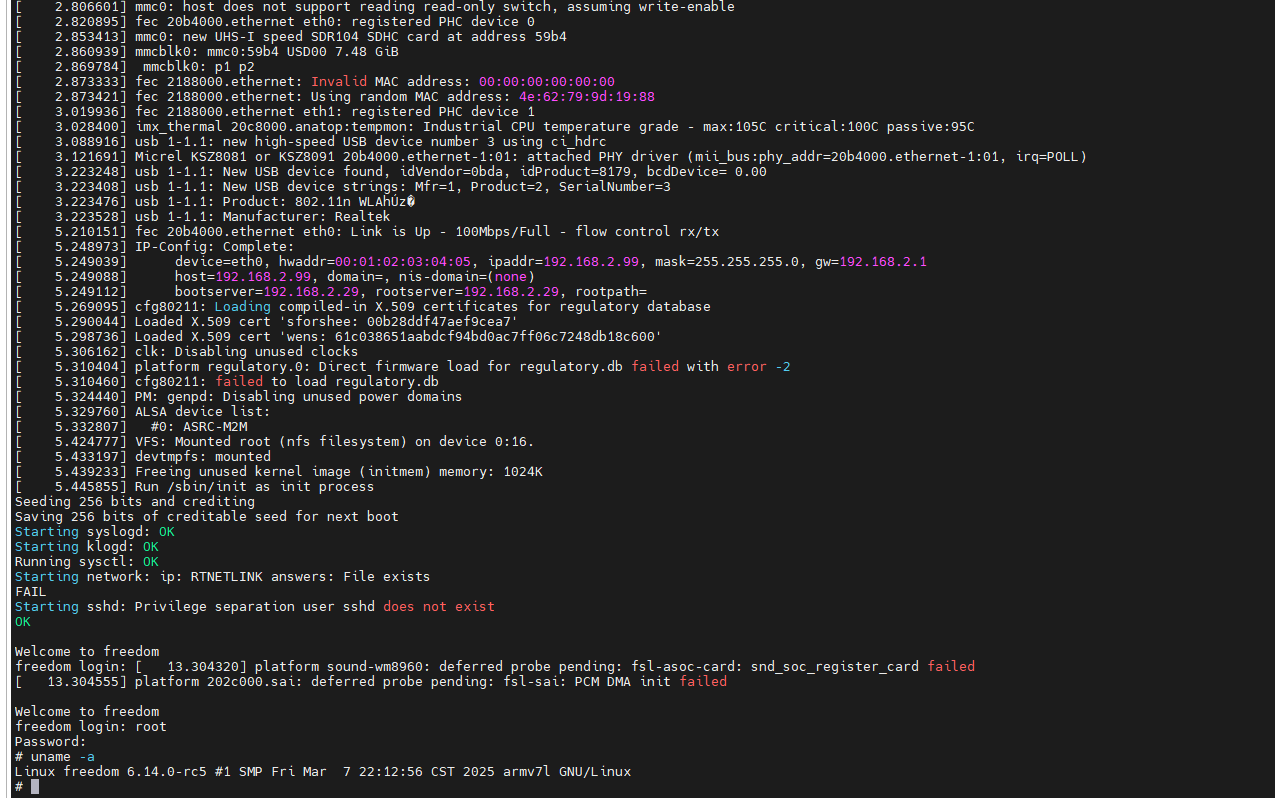 [    2.806601] mmc0: host does not support reading read-only switch, assuming write-enable
[    2.820895] fec 20b4000.ethernet eth0: registered PHC device 0
[    2.853413] mmc0: new UHS-I speed SDR104 SDHC card at address 59b4
[    2.860939] mmcblk0: mmc0:59b4 USD00 7.48 GiB
[    2.869784]  mmcblk0: p1 p2
[    2.873333] fec 2188000.ethernet: Invalid MAC address: 00:00:00:00:00:00
[    2.873421] fec 2188000.ethernet: Using random MAC address: 4e:62:79:9d:19:88
[    3.019936] fec 2188000.ethernet eth1: registered PHC device 1
[    3.028400] imx_thermal 20c8000.anatop:tempmon: Industrial CPU temperature grade - max:105C critical:100C passive:95C
[    3.088916] usb 1-1.1: new high-speed USB device number 3 using ci_hdrc
[    3.121691] Micrel KSZ8081 or KSZ8091 20b4000.ethernet-1:01: attached PHY driver (mii_bus:phy_addr=20b4000.ethernet-1:01, irq=POLL)
[    3.223248] usb 1-1.1: New USB device found, idVendor=0bda, idProduct=8179, bcdDevice= 0.00
[    3.223408] usb 1-1.1: New USB device strings: Mfr=1, Product=2, SerialNumber=3
[    3.223476] usb 1-1.1: Product: 802.11n WLAhÚz�
[    3.223528] usb 1-1.1: Manufacturer: Realtek
[    5.210151] fec 20b4000.ethernet eth0: Link is Up - 100Mbps/Full - flow control rx/tx
[    5.248973] IP-Config: Complete:
[    5.249039]      device=eth0, hwaddr=00:01:02:03:04:05, ipaddr=192.168.2.99, mask=255.255.255.0, gw=192.168.2.1
[    5.249088]      host=192.168.2.99, domain=, nis-domain=(none)
[    5.249112]      bootserver=192.168.2.29, rootserver=192.168.2.29, rootpath=
[    5.269095] cfg80211: Loading compiled-in X.509 certificates for regulatory database
[    5.290044] Loaded X.509 cert 'sforshee: 00b28ddf47aef9cea7'
[    5.298736] Loaded X.509 cert 'wens: 61c038651aabdcf94bd0ac7ff06c7248db18c600'
[    5.306162] clk: Disabling unused clocks
[    5.310404] platform regulatory.0: Direct firmware load for regulatory.db failed with error -2
[    5.310460] cfg80211: failed to load regulatory.db
[    5.324440] PM: genpd: Disabling unused power domains
[    5.329760] ALSA device list:
[    5.332807]   #0: ASRC-M2M
[    5.424777] VFS: Mounted root (nfs filesystem) on device 0:16.
[    5.433197] devtmpfs: mounted
[    5.439233] Freeing unused kernel image (initmem) memory: 1024K
[    5.445855] Run /sbin/init as init process
Seeding 256 bits and crediting
Saving 256 bits of creditable seed for next boot
Starting syslogd: OK
Starting klogd: OK
Running sysctl: OK
Starting network: ip: RTNETLINK answers: File exists
FAIL
Starting sshd: Privilege separation user sshd does not exist
OK
Welcome to freedom
freedom login: [   13.304320] platform sound-wm8960: deferred probe pending: fsl-asoc-card: snd_soc_register_card failed
[   13.304555] platform 202c000.sai: deferred probe pending: fsl-sai: PCM DMA init failed
Welcome to freedom
freedom login: root
Password:
# uname -a
Linux freedom 6.14.0-rc5 #1 SMP Fri Mar  7 22:12:56 CST 2025 armv7l GNU/Linux
#